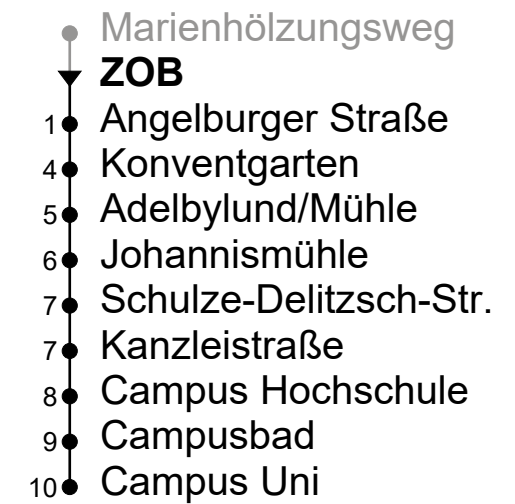 Marienhölzungsweg
ZOB
1 Angelburger Straße
4 Konventgarten
5 Adelbylund/Mühle
6 Johannismühle
7 Schulze-Delitzsch-Str.
7 Kanzleistraße
8 Campus Hochschule
9 Campusbad
10 Campus Uni